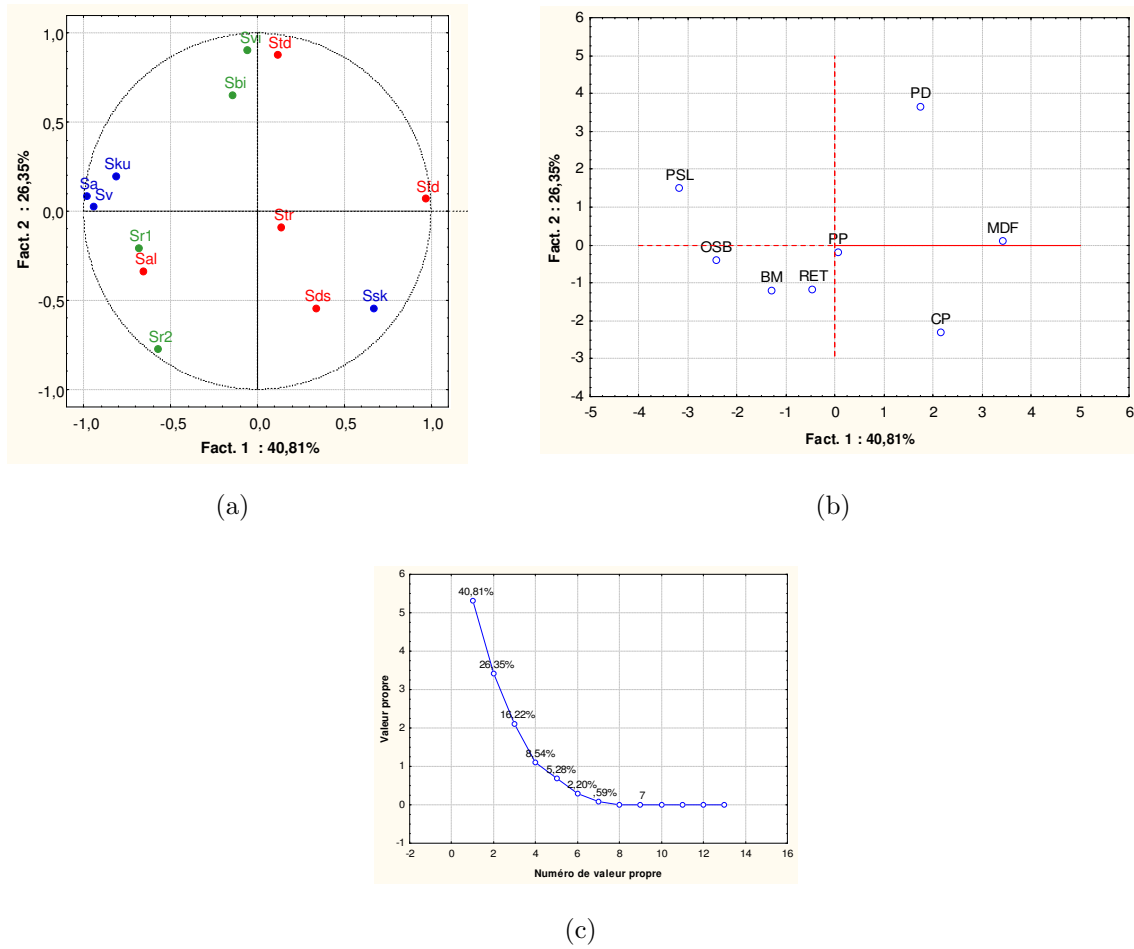 1,0
0,5
0,0
-0,5
-1,0
Fact. 2 : 26,35%
Svi
Std
Sbi
Sku
Sa
Sv
Std
Str
Sr1
Sal
Sds
Ssk
Sr2
-1,0 -0,5 0,0 0,5 1,0
Fact. 1 : 40,81%
(a)
6
5
4
3
2
1
0
-1
-2
-3
-4
Fact. 2 : 26,35%
PD
PSL
MDF
OSB
PP
BM
RET
CP
-5 -4 -3 -2 -1 0 1 2 3 4 5 6
Fact. 1 : 40,81%
(b)
6
5
4
3
2
1
0
-1
Valeur propre
40,81%
26,35%
16,22%
8,54%
5,28%
2,20%
,59%
7
-2 0 2 4 6 8 10 12 14 16
Numéro de valeur propre
(c)